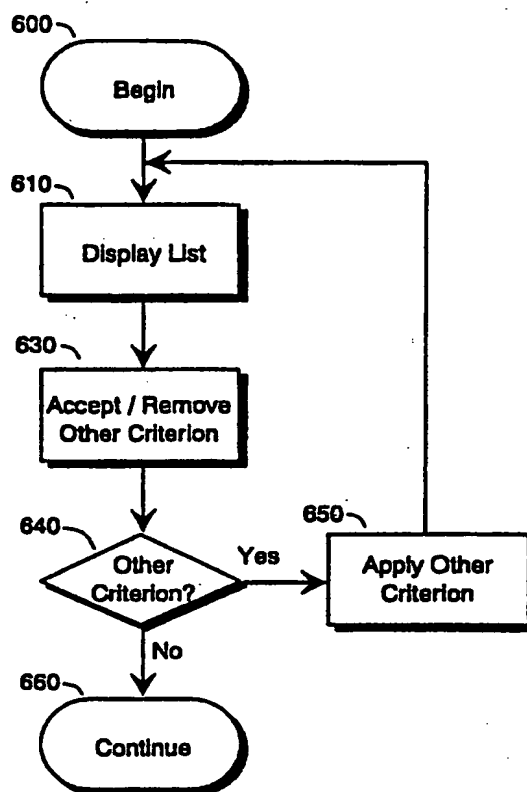 600
Begin
610
Display List
630
Accept / Remove
Other Criterion
640
Other
Criterion?
Yes
650
Apply Other
Criterion
No
660
Continue